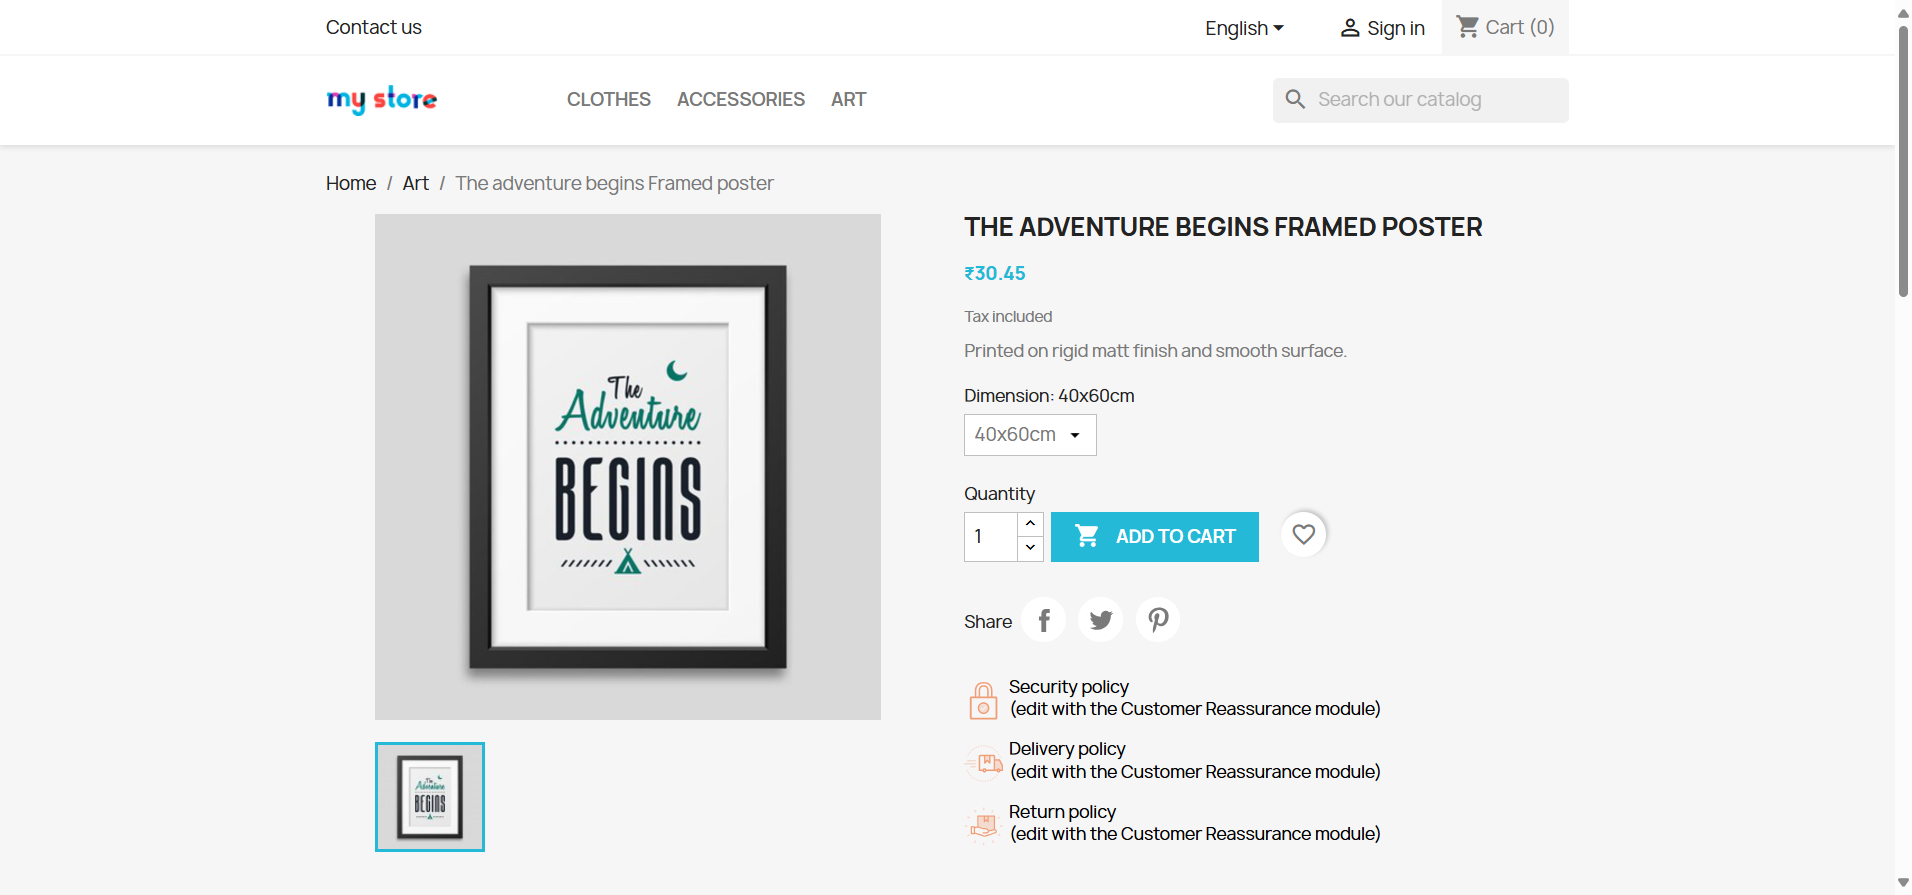 Contact us
English
Sign in
Cart (0)
my store
CLOTHES
ACCESSORIES
ART
Search our catalog
Home / Art / The adventure begins Framed poster
The
Adventure
BEGINS
The
Adventure
BEGINS
THE ADVENTURE BEGINS FRAMED POSTER
₹30.45
Tax included
Printed on rigid matt finish and smooth surface.
Dimension: 40x60cm
40x60cm
Quantity
1
ADD TO CART
Share
Security policy
(edit with the Customer Reassurance module)
Delivery policy
(edit with the Customer Reassurance module)
Return policy
(edit with the Customer Reassurance module)